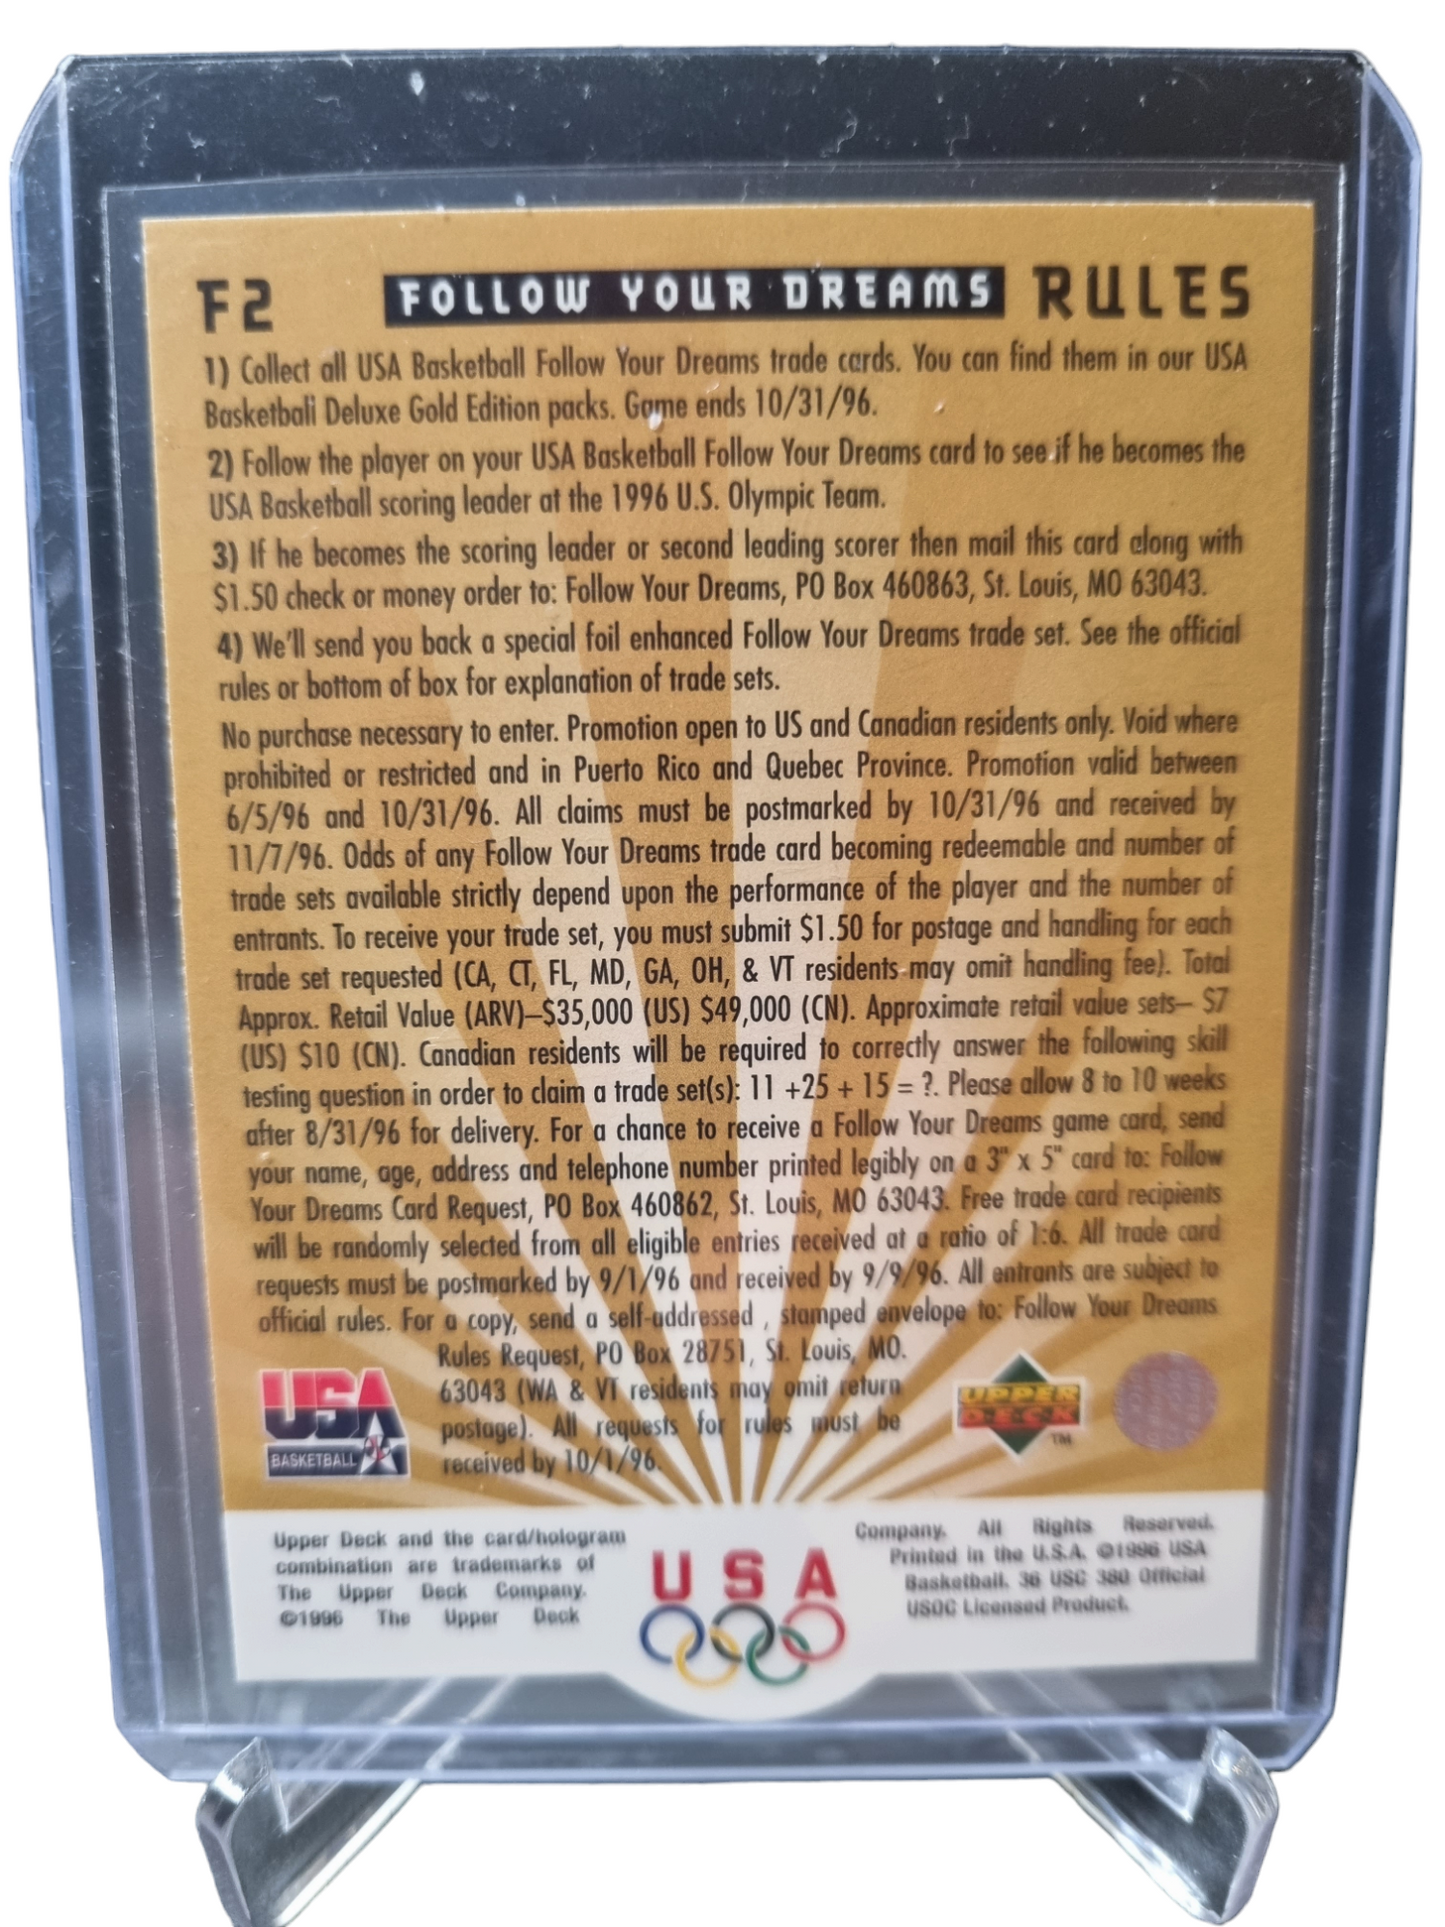 F2 FOLLOW YOUR DREAMS RULES
1) Collect all USA Basketball Follow Your Dreams trade cards. You can find them in our USA
Basketball Deluxe Gold Edition packs. Game ends 10/31/96.
2) Follow the player on your USA Basketball Follow Your Dreams card to see if he becomes the
USA Basketball scoring leader at the 1996 U.S. Olympic Team.
3) If he becomes the scoring leader or second leading scorer then mail this card along with
$1.50 check or money order to: Follow Your Dreams, PO Box 460863, St. Louis, MO 63043.
4) We'll send you back a special foil enhanced Follow Your Dreams trade set. See the official
rules or bottom of box for explanation of trade sets.
No purchase necessary to enter. Promotion open to US and Canadian residents only. Void where
prohibited or restricted and in Puerto Rico and Quebec Province. Promotion valid between
6/5/96 and 10/31/96. All claims must be postmarked by 10/31/96 and received by
11/7/96. Odds of any Follow Your Dreams trade card becoming redeemable and number of
trade sets available strictly depend upon the performance of the player and the number of
entrants. To receive your trade set, you must submit $1.50 for postage and handling for each
trade set requested (CA, CT, FL, MD, GA, OH, & VT residents may omit handling fee). Total
Approx. Retail Value (ARV)–$35,000 (US) $49,000 (CN). Approximate retail value sets– $7
(US) $10 (CN). Canadian residents will be required to correctly answer the following skill
testing question in order to claim a trade set(s): 11 +25 + 15 = ?. Please allow 8 to 10 weeks
after 8/31/96 for delivery. For a chance to receive a Follow Your Dreams game card, send
your name, age, address and telephone number printed legibly on a 3" x 5" card to: Follow
Your Dreams Card Request, PO Box 460862, St. Louis, MO 63043. Free trade card recipients
will be randomly selected from all eligible entries received at a ratio of 1:6. All trade card
requests must be postmarked by 9/1/96 and received by 9/9/96. All entrants are subject to
official rules. For a copy, send a self-addressed , stamped envelope to: Follow Your Dreams
Rules Request, PO Box 28751, St. Louis, MO.
63043 (WA & VT residents may omit return
postage). All requests for rules must be
received by 10/1/96.
USA
BASKETBALL
UPPER
DECK
TM
Upper Deck and the card/hologram
combination are trademarks of
The Upper Deck Company.
©1996 The Upper Deck
USA
Company. All Rights Reserved.
Printed in the U.S.A. ©1996 USA
Basketball. 36 USC 380 Official
USOC Licensed Product.